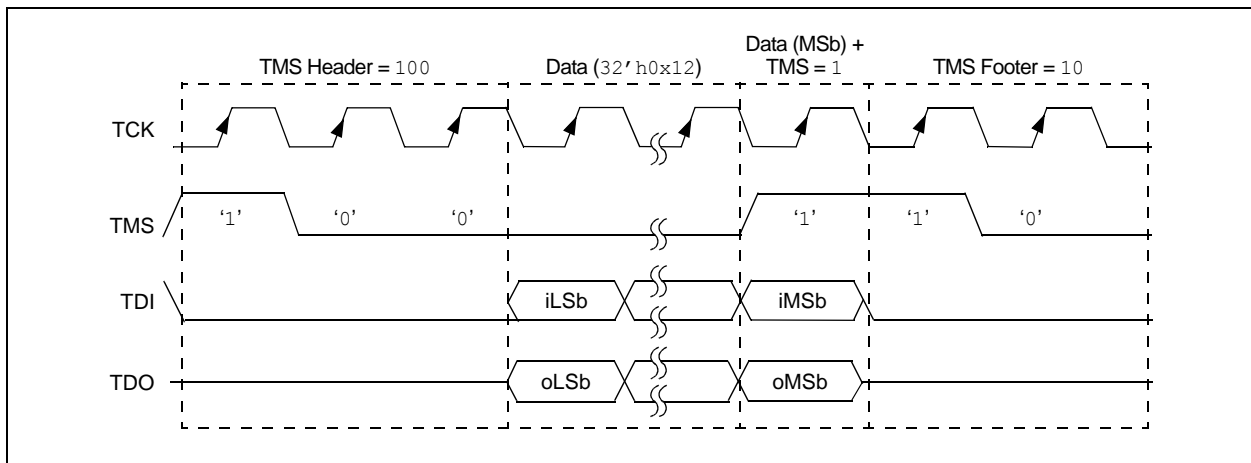 TMS Header = 100
Data (32’h0x12)
Data (MSb) +
TMS = 1
TMS Footer = 10
TCK
TMS
‘1’ ‘0’ ‘0’ ‘1’ ‘1’ ‘0’
TDI
iLSb iMSb
TDO
oLSb oMSb